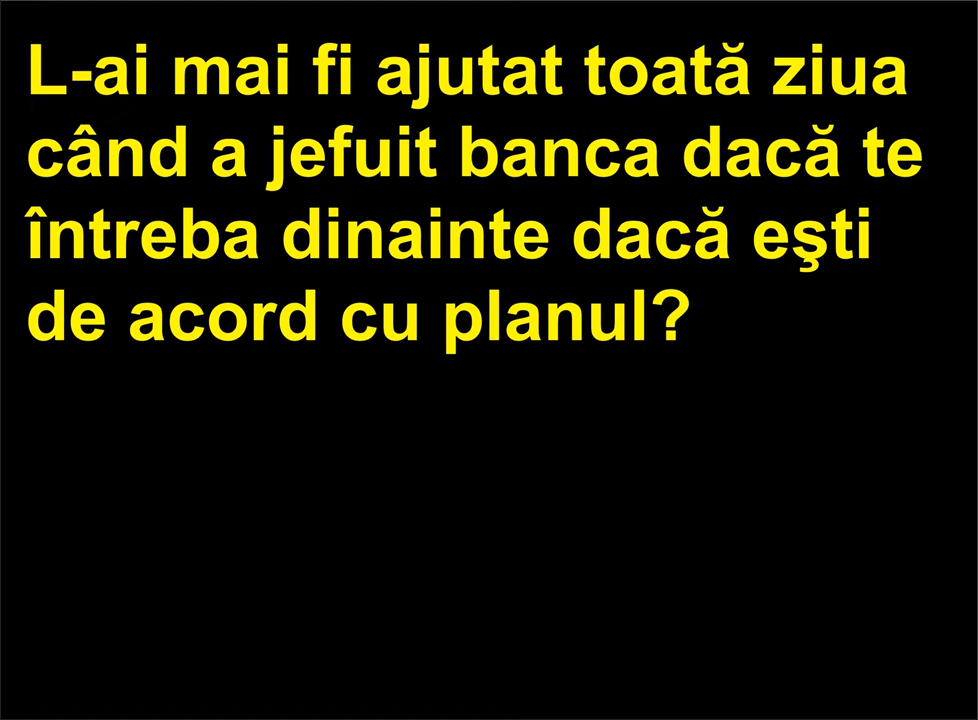 L-ai mai fi ajutat toată ziua
când a jefuit banca dacă te
întreba dinainte dacă eşti
de acord cu planul?